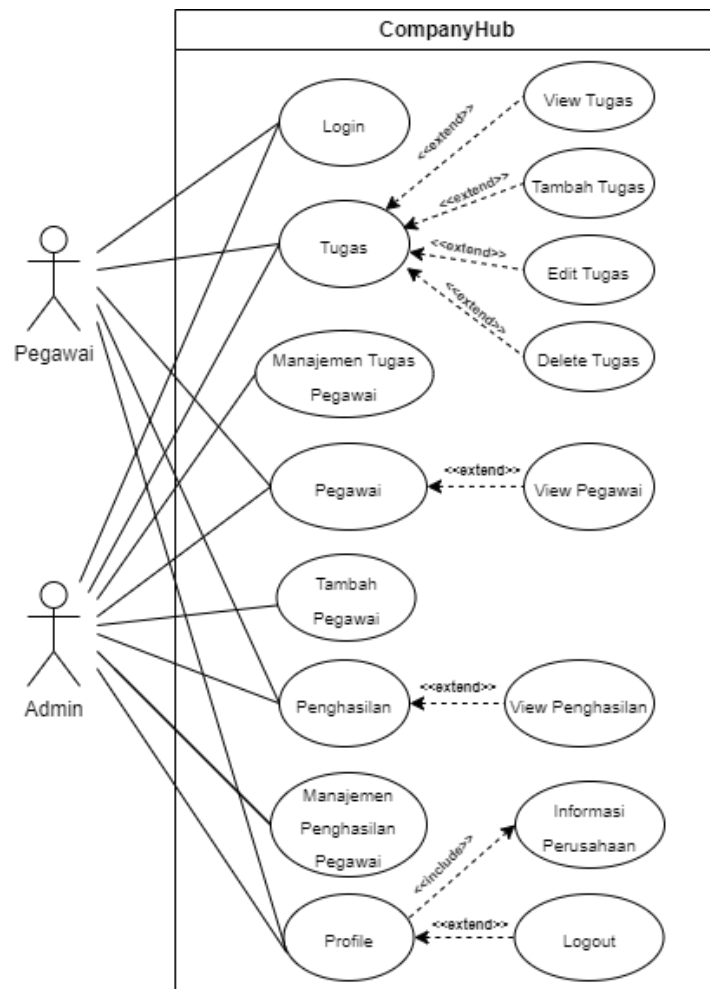 CompanyHub
Login
Tugas
<<extend>>
View Tugas
<<extend>>
Tambah Tugas
<<extend>>
Edit Tugas
<<extend>>
Delete Tugas
Pegawai
Manajemen Tugas
Pegawai
Pegawai
<<extend>>
View Pegawai
Tambah
Pegawai
Admin
Penghasilan
<<extend>>
View Penghasilan
Manajemen
Penghasilan
Pegawai
<<include>>
Informasi
Perusahaan
Profile
<<extend>>
Logout